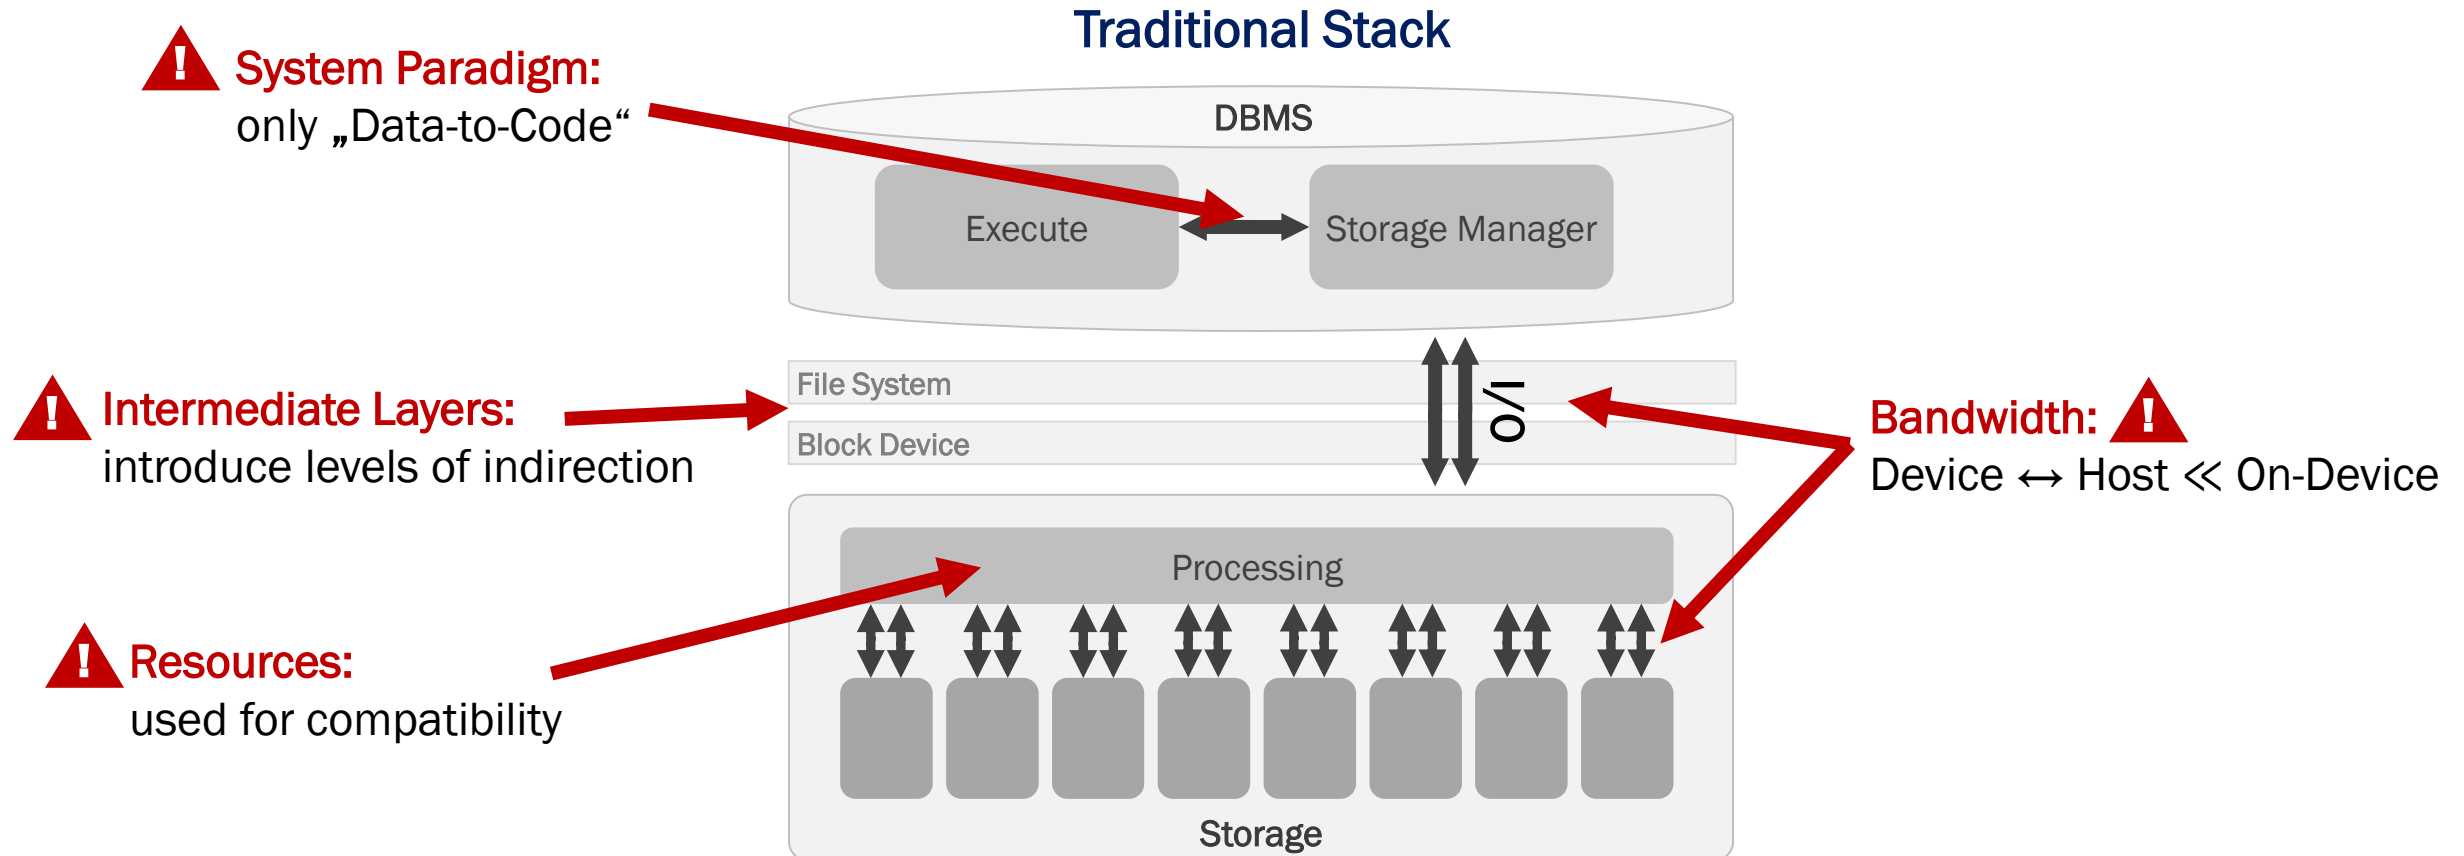 Traditional Stack
! System Paradigm:
only „Data-to-Code“
DBMS
Execute
Storage Manager
File System
Block Device
I/O
! Intermediate Layers:
introduce levels of indirection
Bandwidth: !
Device ↔ Host ≪ On-Device
Processing
! Resources:
used for compatibility
Storage